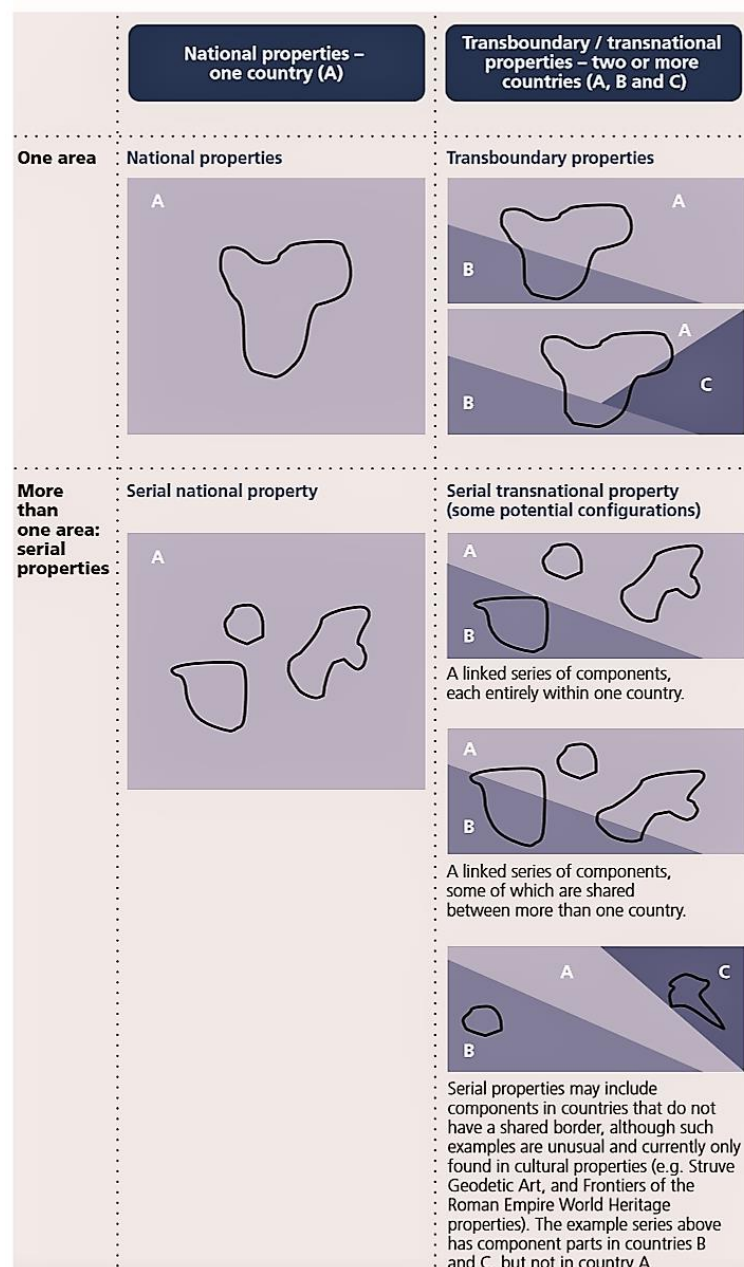 National properties –
one country (A)
Transboundary / transnational
properties – two or more
countries (A, B and C)
One area
National properties
A
Transboundary properties
A
B
A
B
C
More
than
one area:
serial
properties
Serial national property
A
Serial transnational property
(some potential configurations)
A
B
A linked series of components,
each entirely within one country.
A
B
A linked series of components,
some of which are shared
between more than one country.
A
C
B
Serial properties may include
components in countries that do not
have a shared border, although such
examples are unusual and currently only
found in cultural properties (e.g. Struve
Geodetic Art, and Frontiers of the
Roman Empire World Heritage
properties). The example series above
has component parts in countries B
and C, but not in country A.